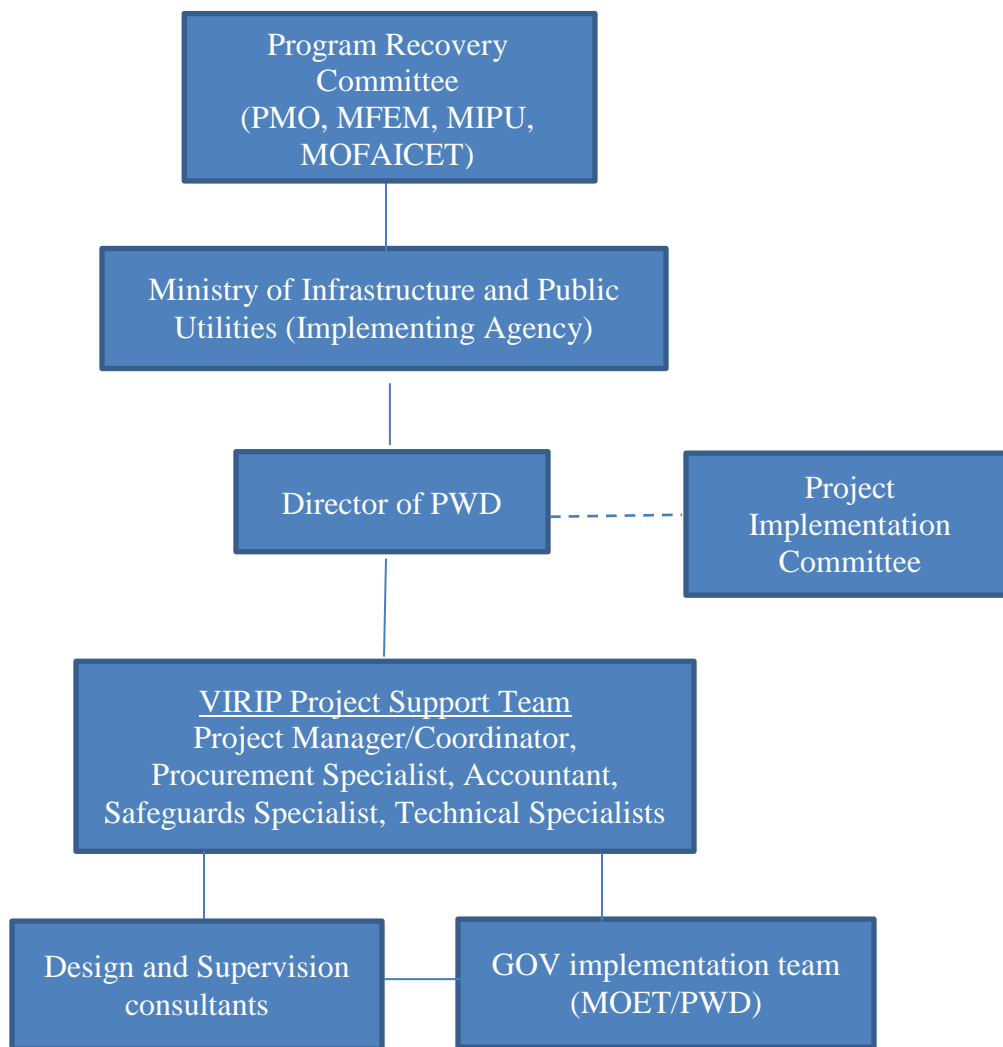 Program Recovery
Committee
(PMO, MFEM, MIPU,
MOFAICET)
Ministry of Infrastructure and Public
Utilities (Implementing Agency)
Director of PWD
Project
Implementation
Committee
VIRIP Project Support Team
Project Manager/Coordinator,
Procurement Specialist, Accountant,
Safeguards Specialist, Technical Specialists
Design and Supervision
consultants
GOV implementation team
(MOET/PWD)